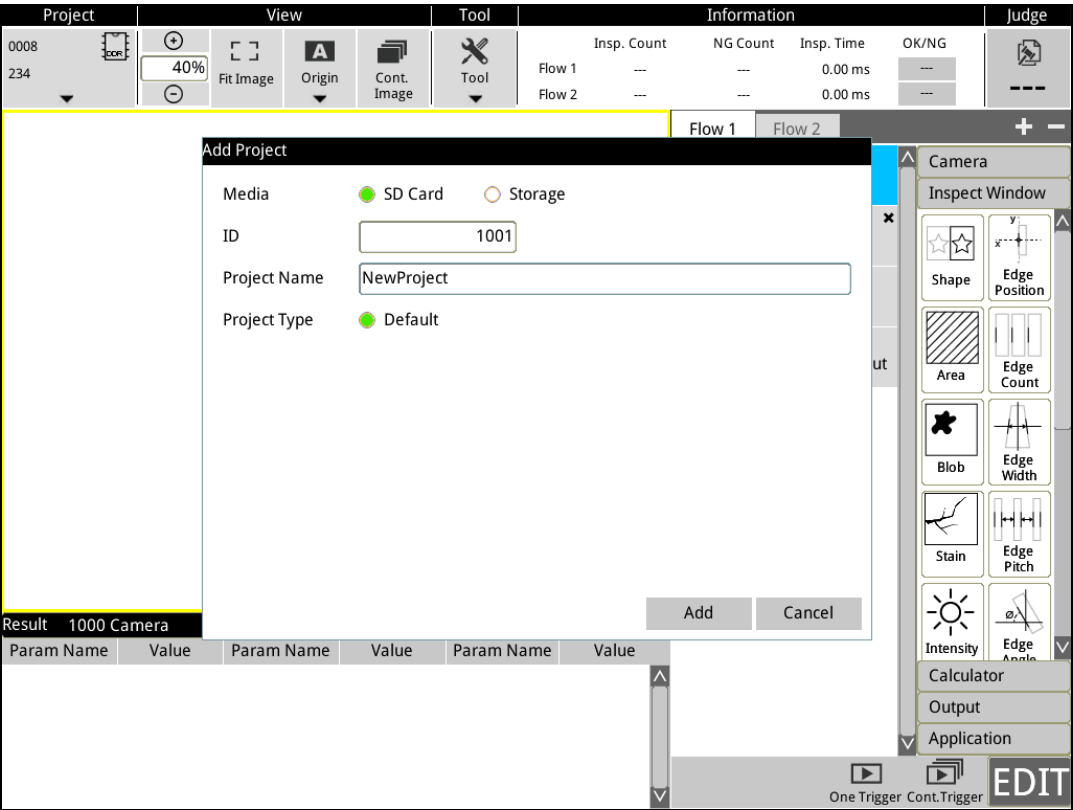 Project View Tool Information Judge
0008 DDR
234
40%
Fit Image
A
Origin
Cont.
Image
Tool
Insp. Count NG Count Insp. Time OK/NG
Flow 1 --- --- 0.00 ms ---
Flow 2 --- --- 0.00 ms ---
---
Flow 1 Flow 2 + −
Add Project
Media SD Card Storage
ID 1001
Project Name NewProject
Project Type Default
Add Cancel
ut
Camera
Inspect Window
Shape
y
x
Edge
Position
Area
Edge
Count
Blob
Edge
Width
Stain
Edge
Pitch
Intensity
Edge
Angle
Calculator
Output
Application
Result 1000 Camera
Param Name Value Param Name Value Param Name Value
One Trigger Cont.Trigger EDIT